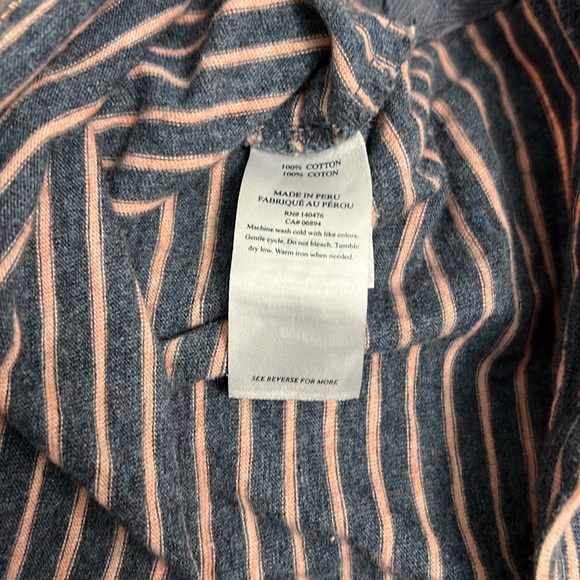 100% COTTON
100% COTON
MADE IN PERU
FABRIQUÉ AU PÉROU
RN# 140476
CA# 06894
Machine wash cold with like colors.
Gentle cycle. Do not bleach. Tumble
dry low. Warm iron when needed.
SEE REVERSE FOR MORE